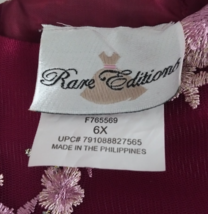 Rare Editions
F765569
6X
UPC# 791088827565
MADE IN THE PHILIPPINES